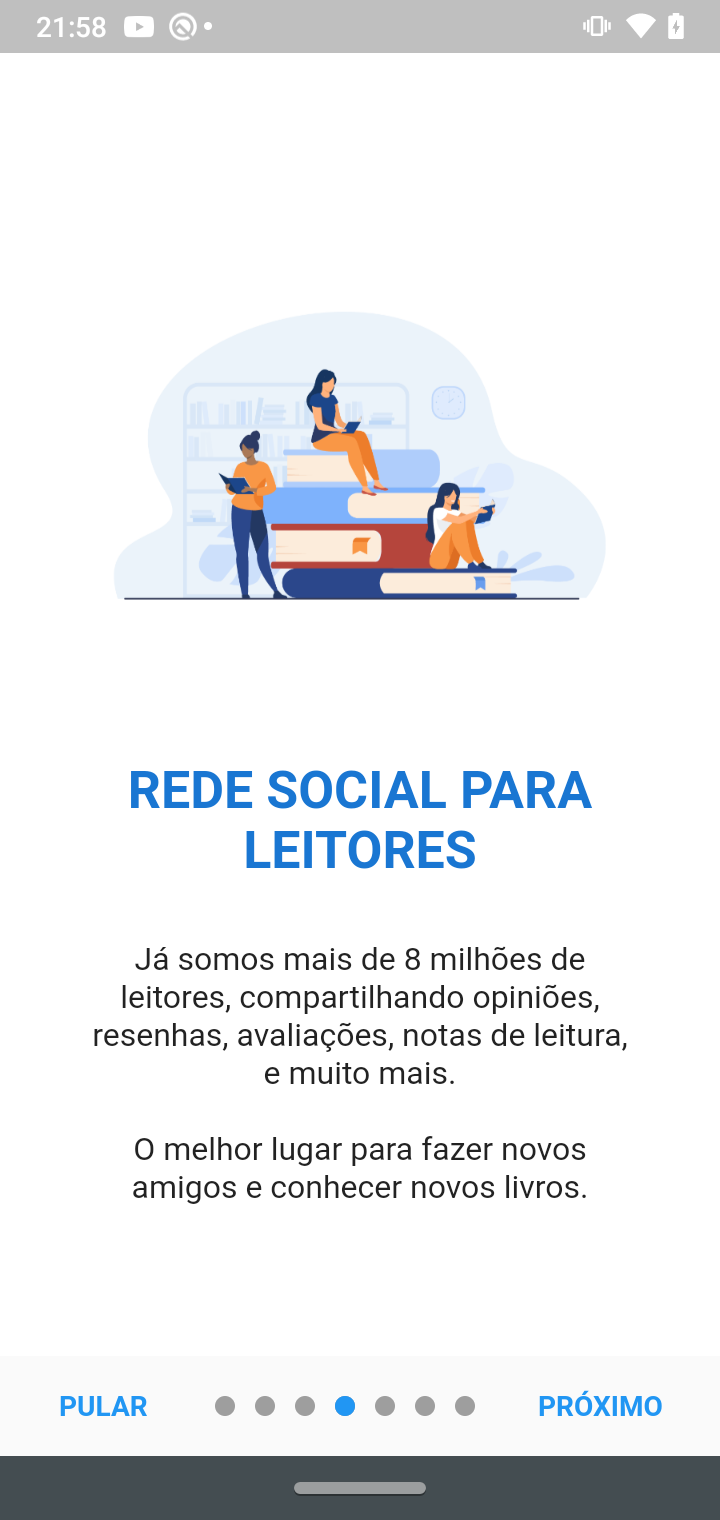 21:58
REDE SOCIAL PARA
LEITORES
Já somos mais de 8 milhões de
leitores, compartilhando opiniões,
resenhas, avaliações, notas de leitura,
e muito mais.
O melhor lugar para fazer novos
amigos e conhecer novos livros.
PULAR
PRÓXIMO